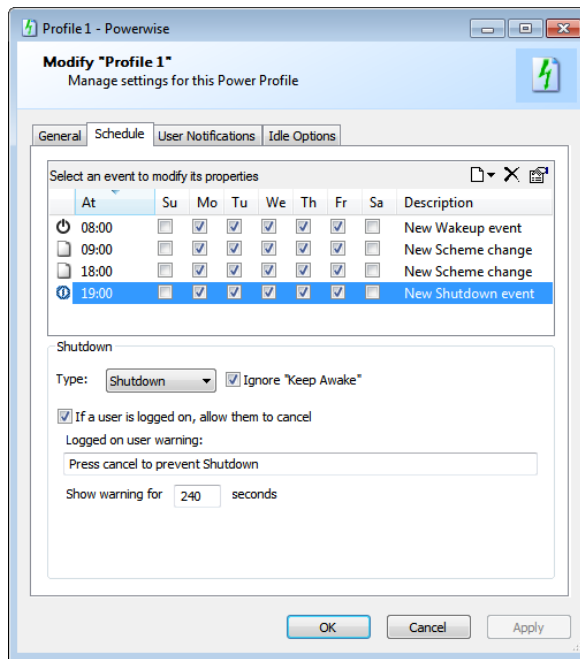 Profile 1 - Powerwise
Modify "Profile 1"
Manage settings for this Power Profile
General Schedule User Notifications Idle Options
Select an event to modify its properties
At Su Mo Tu We Th Fr Sa Description
08:00 New Wakeup event
09:00 New Scheme change
18:00 New Scheme change
19:00 New Shutdown event
Shutdown
Type: Shutdown Ignore "Keep Awake"
If a user is logged on, allow them to cancel
Logged on user warning:
Press cancel to prevent Shutdown
Show warning for 240 seconds
OK Cancel Apply